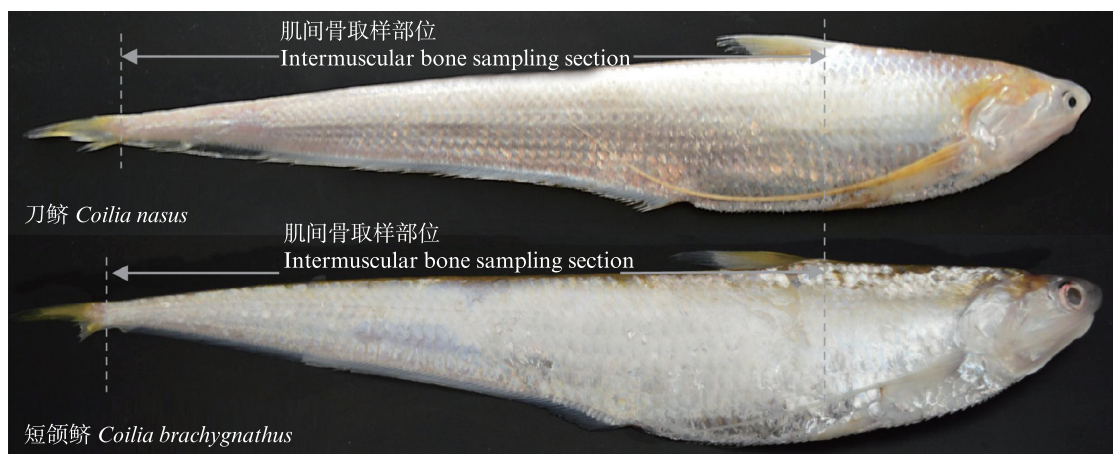 肌间骨取样部位
Intermuscular bone sampling section
刀鲚 Coilia nasus
肌间骨取样部位
Intermuscular bone sampling section
短颌鲚 Coilia brachygnathus